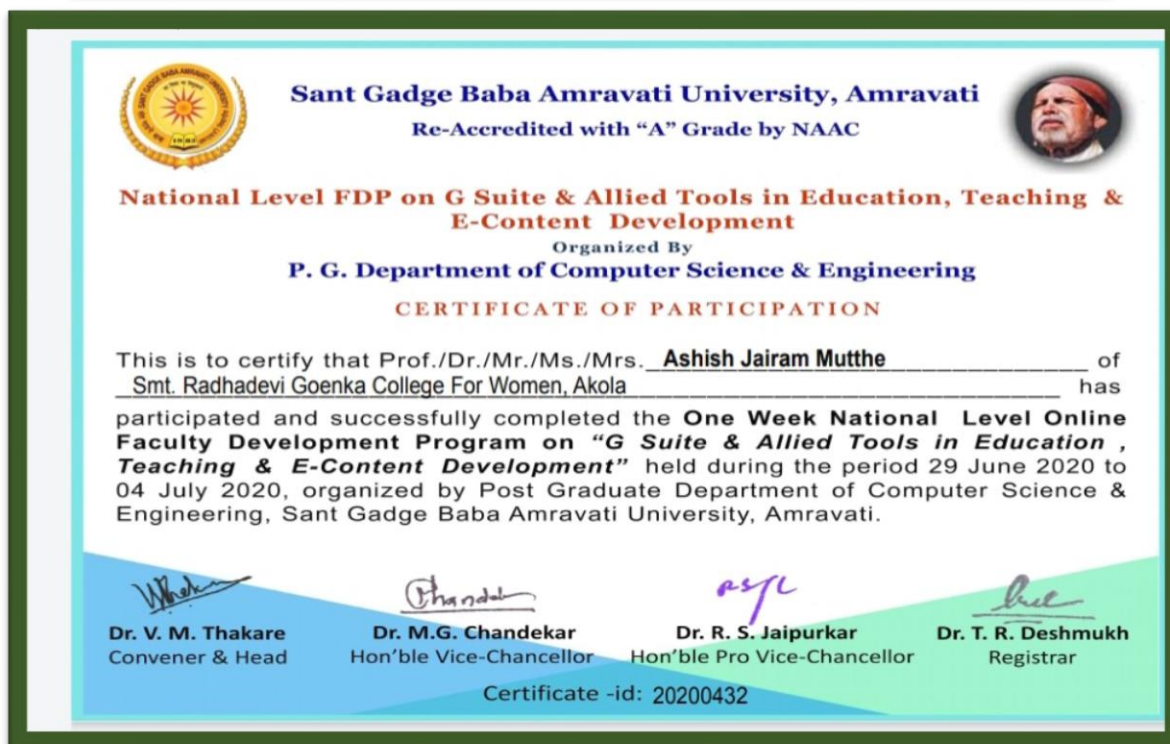 Sant Gadge Baba Amravati University, Amravati
Re-Accredited with “A” Grade by NAAC
National Level FDP on G Suite & Allied Tools in Education, Teaching &
E-Content Development
Organized By
P. G. Department of Computer Science & Engineering
CERTIFICATE OF PARTICIPATION
This is to certify that Prof./Dr./Mr./Ms./Mrs. Ashish Jairam Mutthe of
Smt. Radhadevi Goenka College For Women, Akola has
participated and successfully completed the One Week National Level Online
Faculty Development Program on “G Suite & Allied Tools in Education ,
Teaching & E-Content Development” held during the period 29 June 2020 to
04 July 2020, organized by Post Graduate Department of Computer Science &
Engineering, Sant Gadge Baba Amravati University, Amravati.
Dr. V. M. Thakare
Convener & Head
Dr. M.G. Chandekar
Hon’ble Vice-Chancellor
Dr. R. S. Jaipurkar
Hon’ble Pro Vice-Chancellor
Dr. T. R. Deshmukh
Registrar
Certificate -id: 20200432